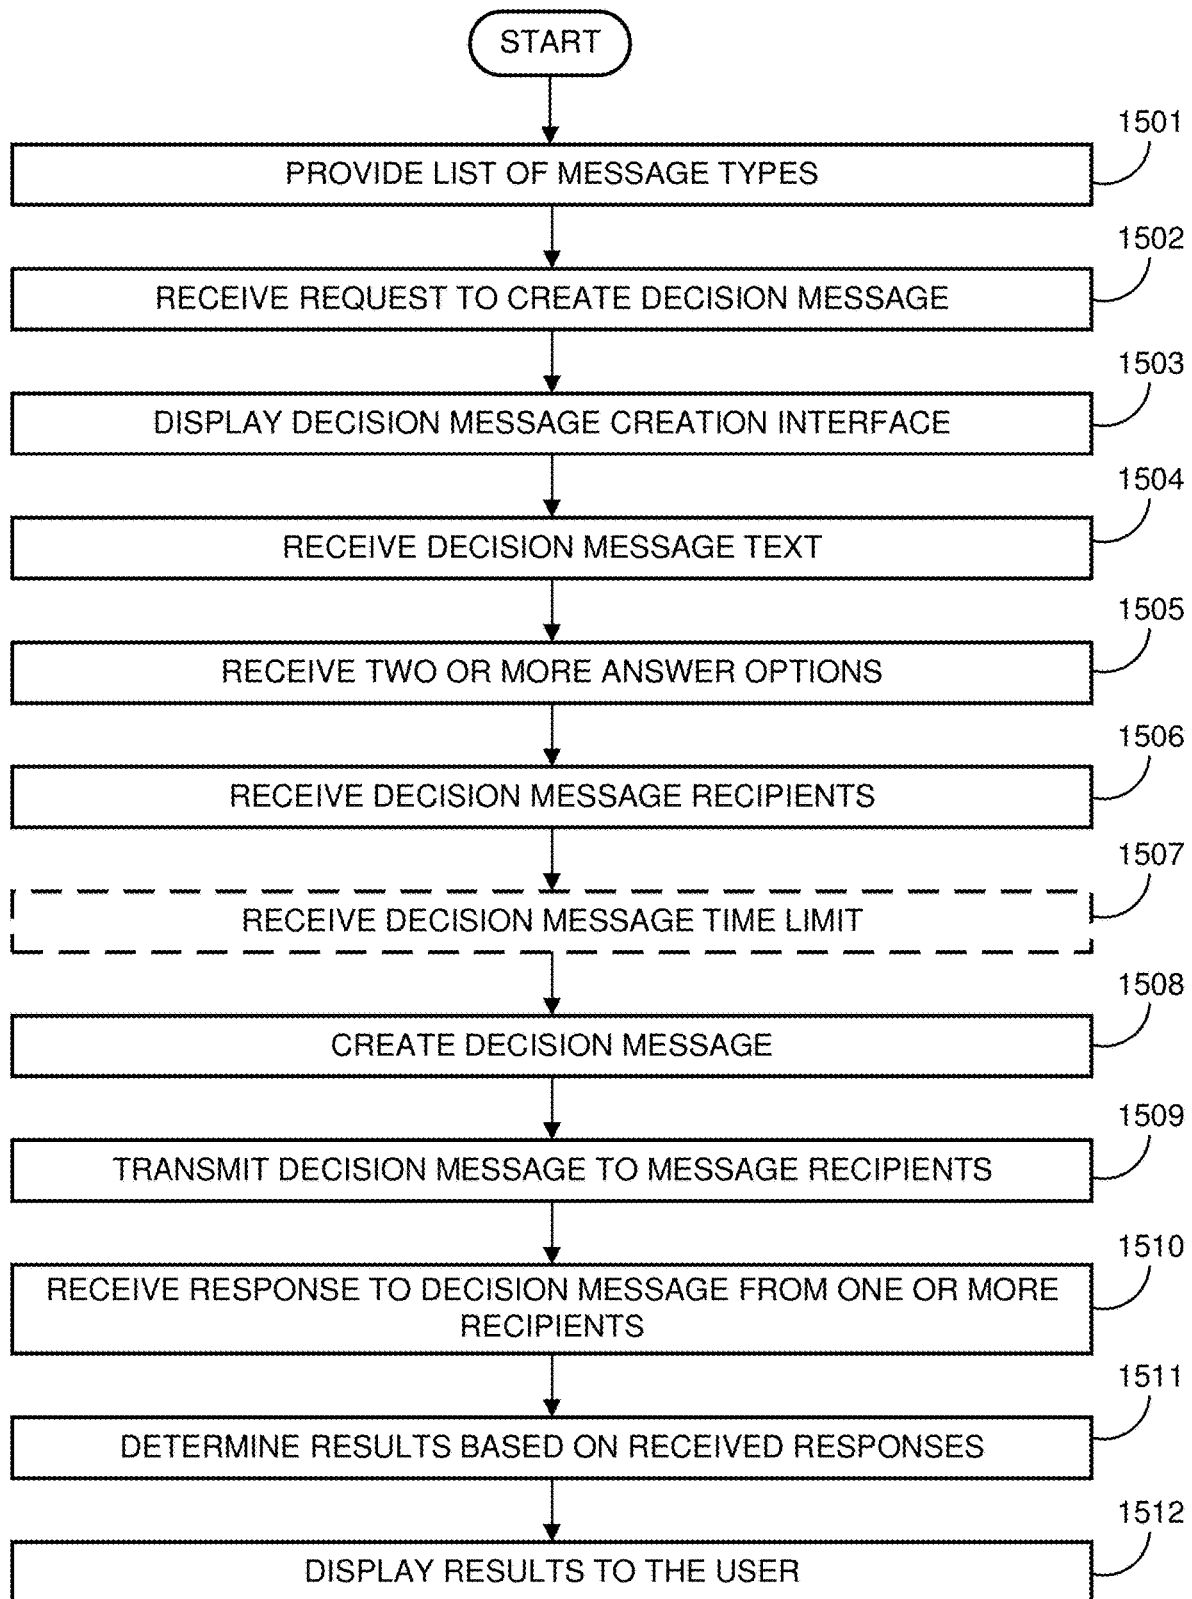 START
1501
PROVIDE LIST OF MESSAGE TYPES
1502
RECEIVE REQUEST TO CREATE DECISION MESSAGE
1503
DISPLAY DECISION MESSAGE CREATION INTERFACE
1504
RECEIVE DECISION MESSAGE TEXT
1505
RECEIVE TWO OR MORE ANSWER OPTIONS
1506
RECEIVE DECISION MESSAGE RECIPIENTS
1507
RECEIVE DECISION MESSAGE TIME LIMIT
1508
CREATE DECISION MESSAGE
1509
TRANSMIT DECISION MESSAGE TO MESSAGE RECIPIENTS
1510
RECEIVE RESPONSE TO DECISION MESSAGE FROM ONE OR MORE
RECIPIENTS
1511
DETERMINE RESULTS BASED ON RECEIVED RESPONSES
1512
DISPLAY RESULTS TO THE USER